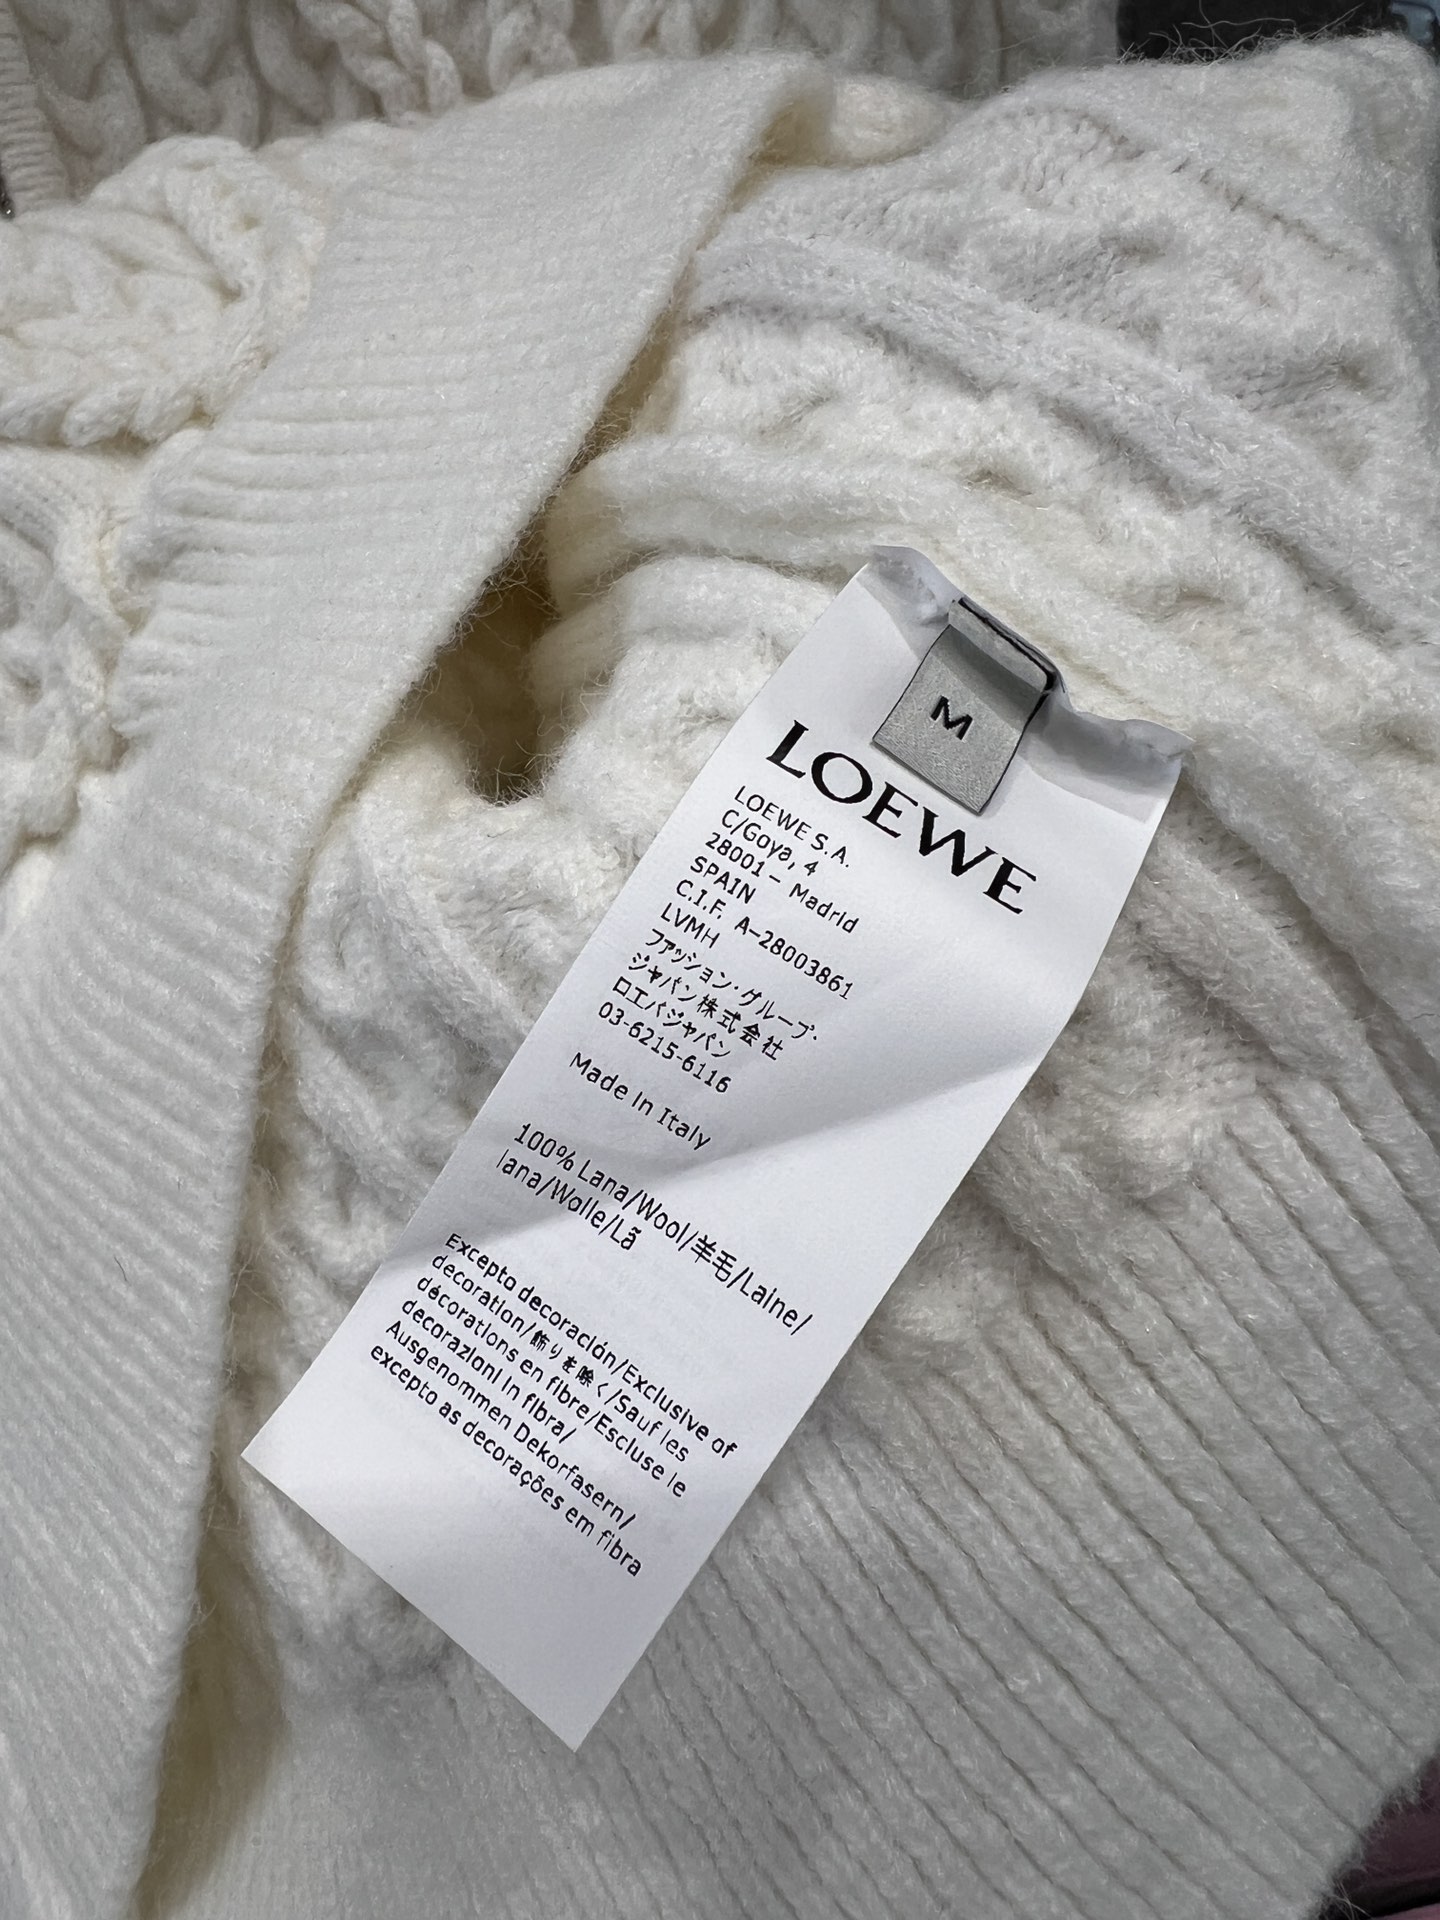 M
LOEWE
LOEWE S.A.
C/Goya, 4
28001 - Madrid
SPAIN
C.I.F. A-28003861
LVMH
ファッション・グループ・
ジャパン株式会社
ロエベジャパン
03-6215-6116
Made in Italy
100% Lana/Wool/羊毛/Laine/
lana/Wolle/Lã
Excepto decoración/Exclusive of
decoration/飾りを除く/Sauf les
décorations en fibre/Escluse le
decorazioni in fibra/
Ausgenommen Dekorfasern/
excepto as decorações em fibra